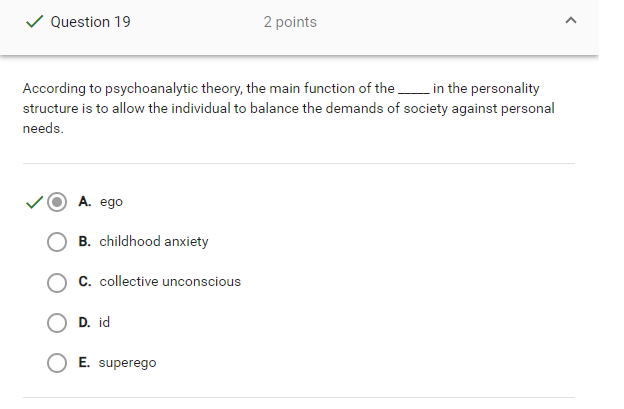 Question 19 2 points
According to psychoanalytic theory, the main function of the _____ in the personality
structure is to allow the individual to balance the demands of society against personal
needs.
A. ego
B. childhood anxiety
C. collective unconscious
D. id
E. superego